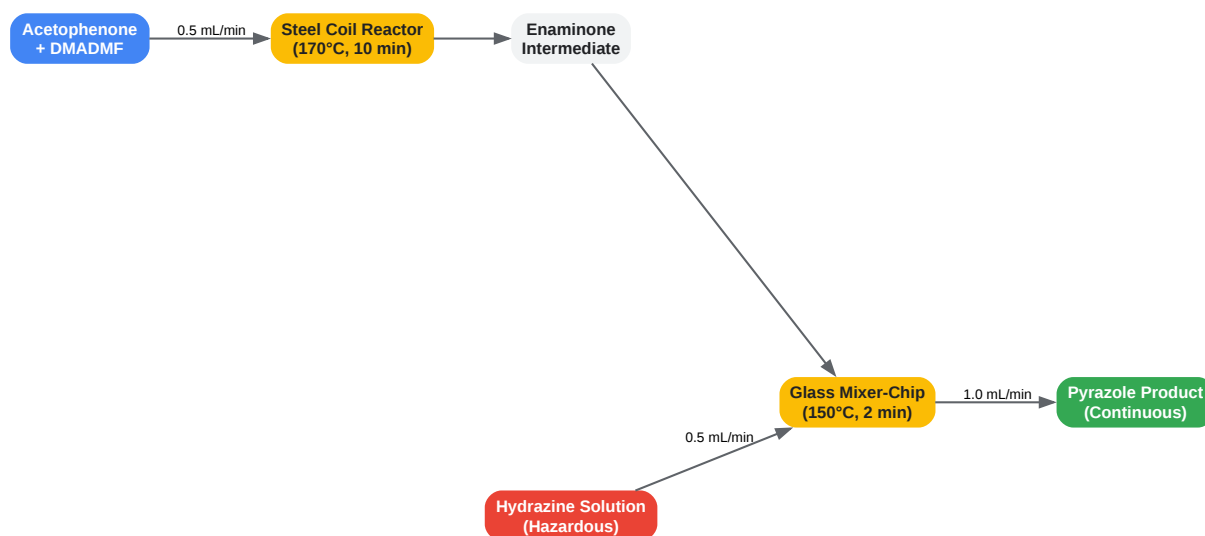 Acetophenone
+ DMADMF
0.5 mL/min
Steel Coil Reactor
(170°C, 10 min)
Enaminone
Intermediate
Glass Mixer-Chip
(150°C, 2 min)
1.0 mL/min
Pyrazole Product
(Continuous)
0.5 mL/min
Hydrazine Solution
(Hazardous)